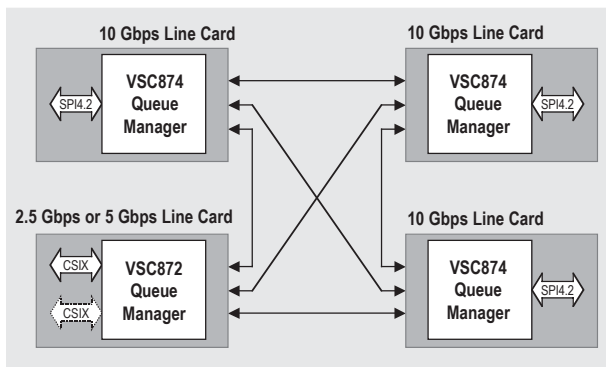 10 Gbps Line Card
10 Gbps Line Card
SPI4.2
VSC874
Queue
Manager
VSC874
Queue
Manager
SPI4.2
2.5 Gbps or 5 Gbps Line Card
10 Gbps Line Card
CSIX
CSIX
VSC872
Queue
Manager
VSC874
Queue
Manager
SPI4.2